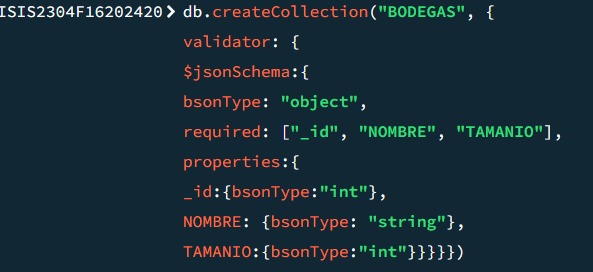 ISIS2304F16202420> db.createCollection("BODEGAS", {
validator: {
$jsonSchema:{
bsonType: "object",
required: ["_id", "NOMBRE", "TAMANIO"],
properties:{
_id:{bsonType:"int"},
NOMBRE: {bsonType: "string"},
TAMANIO:{bsonType:"int"}}}}})